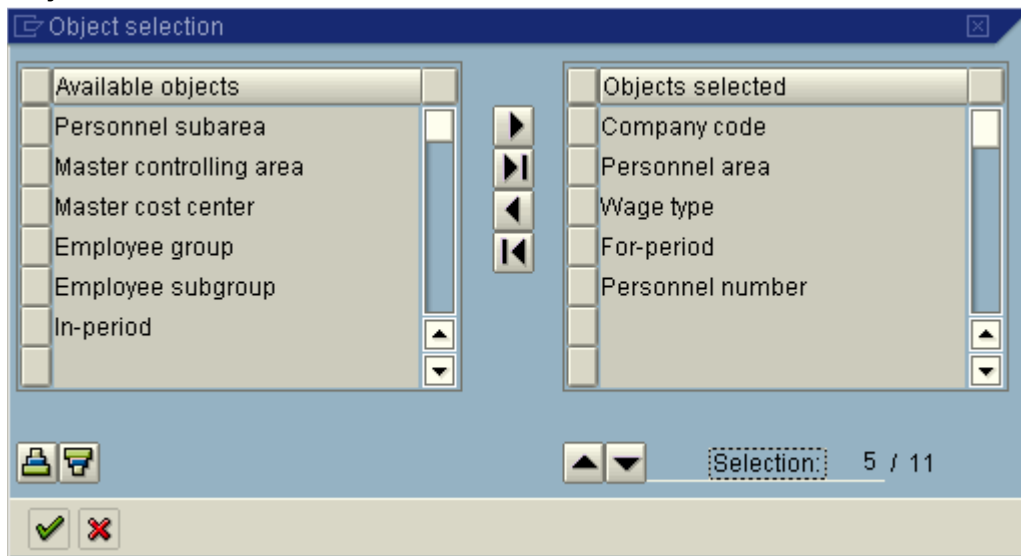 Object selection
Available objects
Personnel subarea
Master controlling area
Master cost center
Employee group
Employee subgroup
In-period
Objects selected
Company code
Personnel area
Wage type
For-period
Personnel number
Selection: 5 / 11